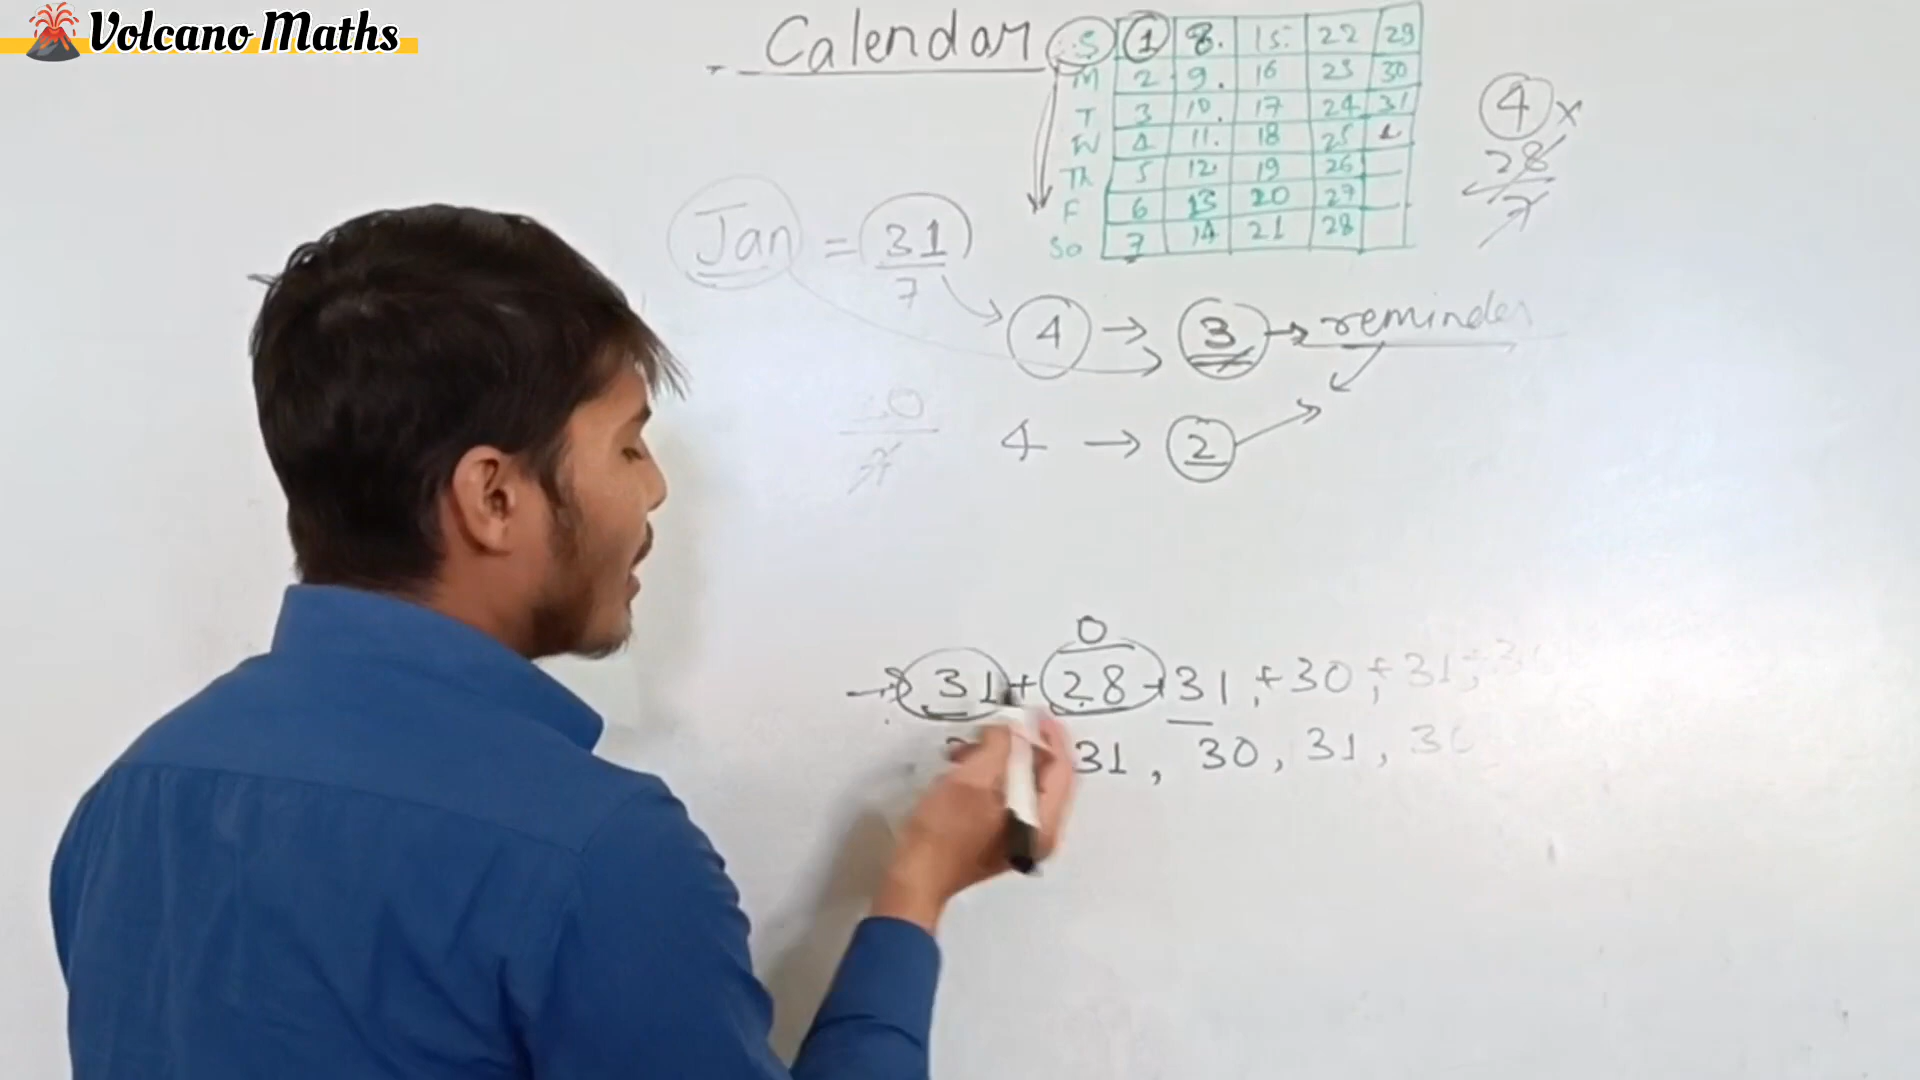 Volcano Maths
Calendar
S 1 8. 15. 22 29
M 2 9. 16 23 30
T 3 10. 17 24 31
W 4 11. 18 25 1
Th 5 12. 19 26
F 6 13 20 27
Sa 7 14 21 28
4 x
28
7
Jan = 31
7
4 → 3 → reminder
0
7
4 → 2
0
→ 31 + 28 + 31, + 30, + 31, +
31, 30, 31, 30